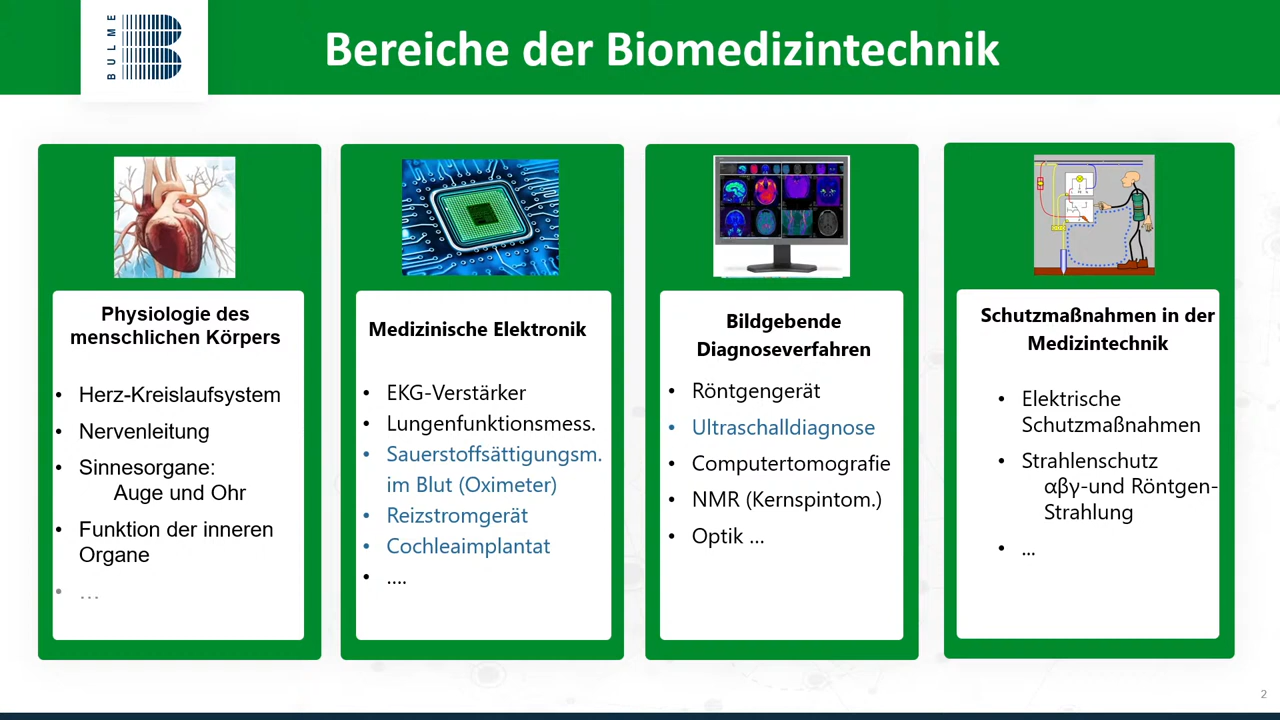 BULME
Bereiche der Biomedizintechnik
Physiologie des
menschlichen Körpers
• Herz-Kreislaufsystem
• Nervenleitung
• Sinnesorgane:
Auge und Ohr
• Funktion der inneren
Organe
• …
Medizinische Elektronik
• EKG-Verstärker
• Lungenfunktionsmess.
• Sauerstoffsättigungsm.
im Blut (Oximeter)
• Reizstromgerät
• Cochleaimplantat
• ….
Bildgebende
Diagnoseverfahren
• Röntgengerät
• Ultraschalldiagnose
• Computertomografie
• NMR (Kernspintom.)
• Optik …
Schutzmaßnahmen in der
Medizintechnik
• Elektrische
Schutzmaßnahmen
• Strahlenschutz
αβγ-und Röntgen-
Strahlung
• …
2